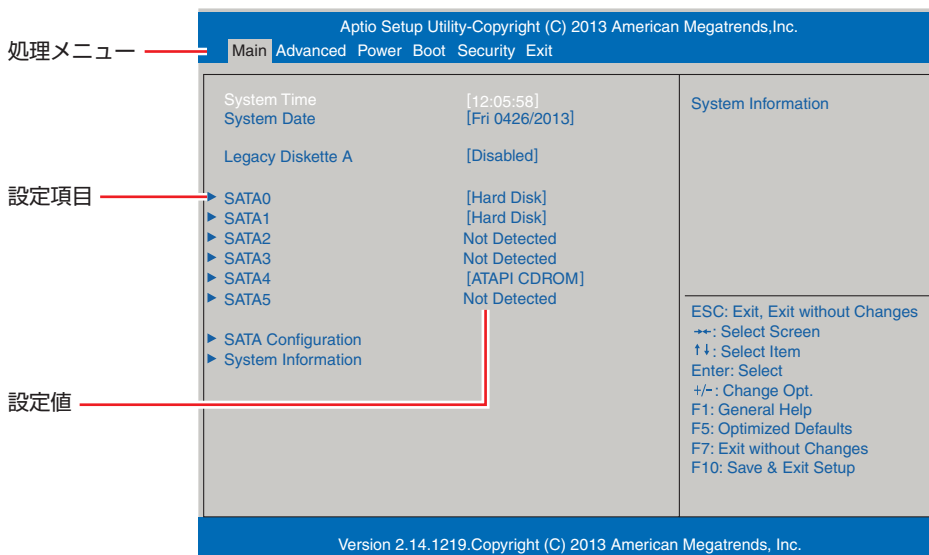 Aptio Setup Utility-Copyright (C) 2013 American Megatrends,Inc.
処理メニュー
Main Advanced Power Boot Security Exit
System Time [12:05:58]
System Date [Fri 0426/2013]
System Information
Legacy Diskette A [Disabled]
設定項目
SATA0 [Hard Disk]
SATA1 [Hard Disk]
SATA2 Not Detected
SATA3 Not Detected
SATA4 [ATAPI CDROM]
SATA5 Not Detected
SATA Configuration
System Information
設定値
ESC: Exit, Exit without Changes
→←: Select Screen
↑↓: Select Item
Enter: Select
+/-: Change Opt.
F1: General Help
F5: Optimized Defaults
F7: Exit without Changes
F10: Save & Exit Setup
Version 2.14.1219.Copyright (C) 2013 American Megatrends, Inc.